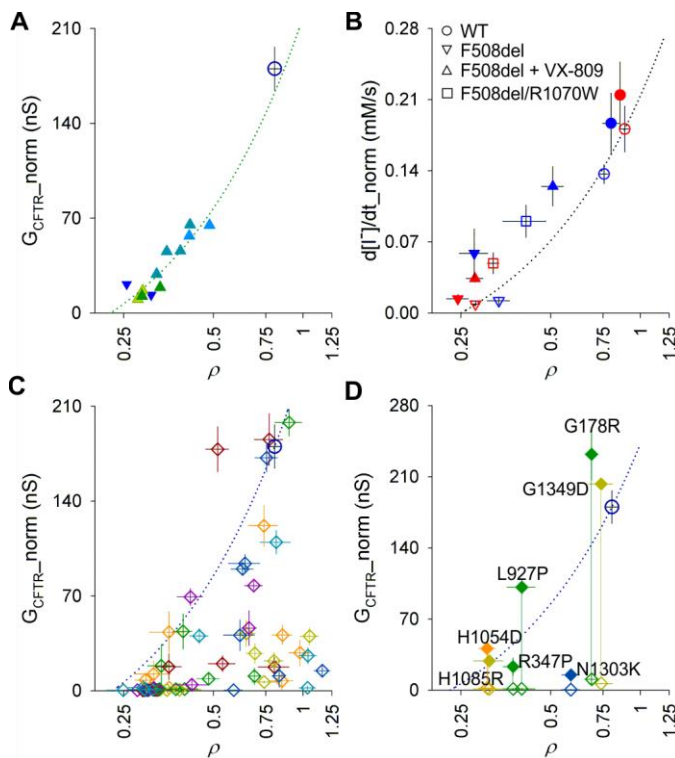 A
G_CFTR_norm (nS)
210
140
70
0
0.25
0.5
0.75
1
1.25
ρ
B
d[I⁻]/dt_norm (mM/s)
0.28
0.21
0.14
0.07
0.00
WT
F508del
F508del + VX-809
F508del/R1070W
0.25
0.5
0.75
1
1.25
ρ
C
G_CFTR_norm (nS)
210
140
70
0
0.25
0.5
0.75
1
1.25
ρ
D
G_CFTR_norm (nS)
280
210
140
70
0
G178R
G1349D
L927P
H1054D
R347P
N1303K
H1085R
0.25
0.5
0.75
1
1.25
ρ